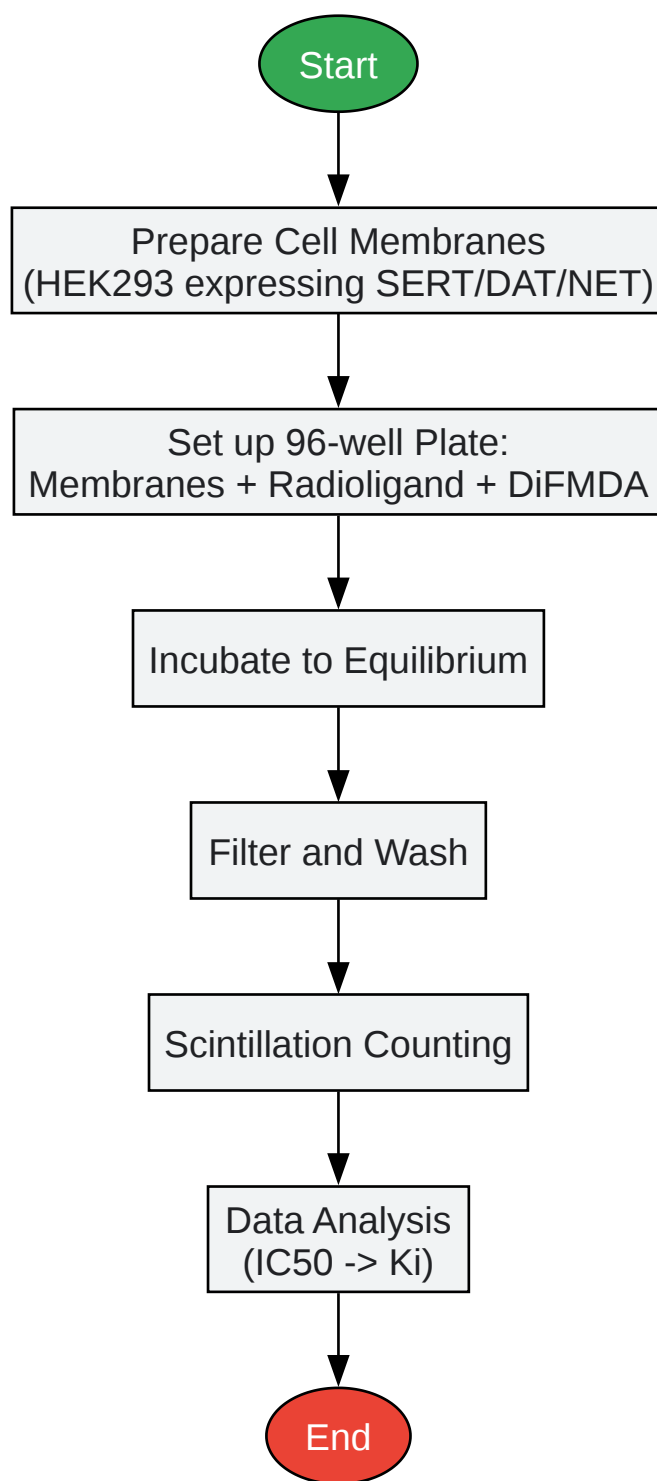 Start
Prepare Cell Membranes
(HEK293 expressing SERT/DAT/NET)
Set up 96-well Plate:
Membranes + Radioligand + DiFMDA
Incubate to Equilibrium
Filter and Wash
Scintillation Counting
Data Analysis
(IC50 -> Ki)
End